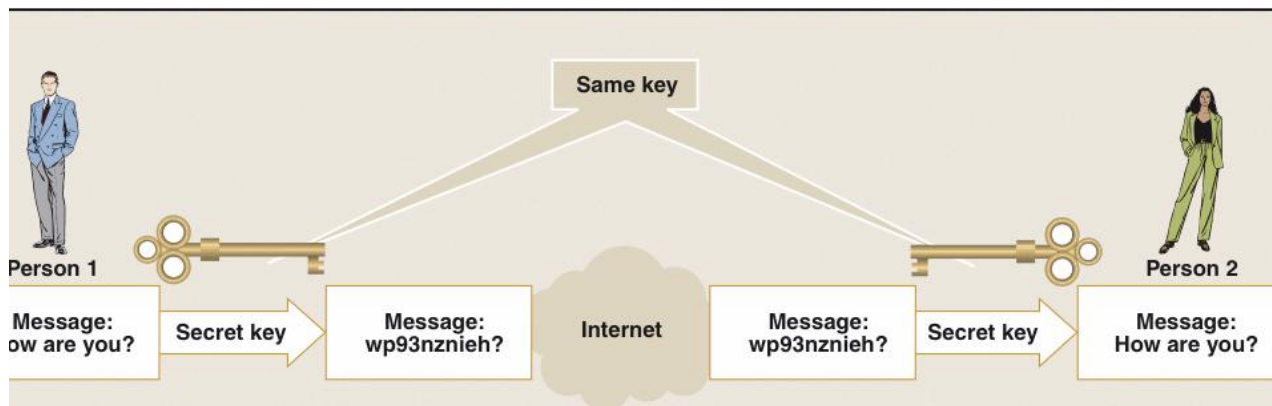 Same key
Person 1
Person 2
Message:
ow are you?
Secret key
Message:
wp93nznieh?
Internet
Message:
wp93nznieh?
Secret key
Message:
How are you?